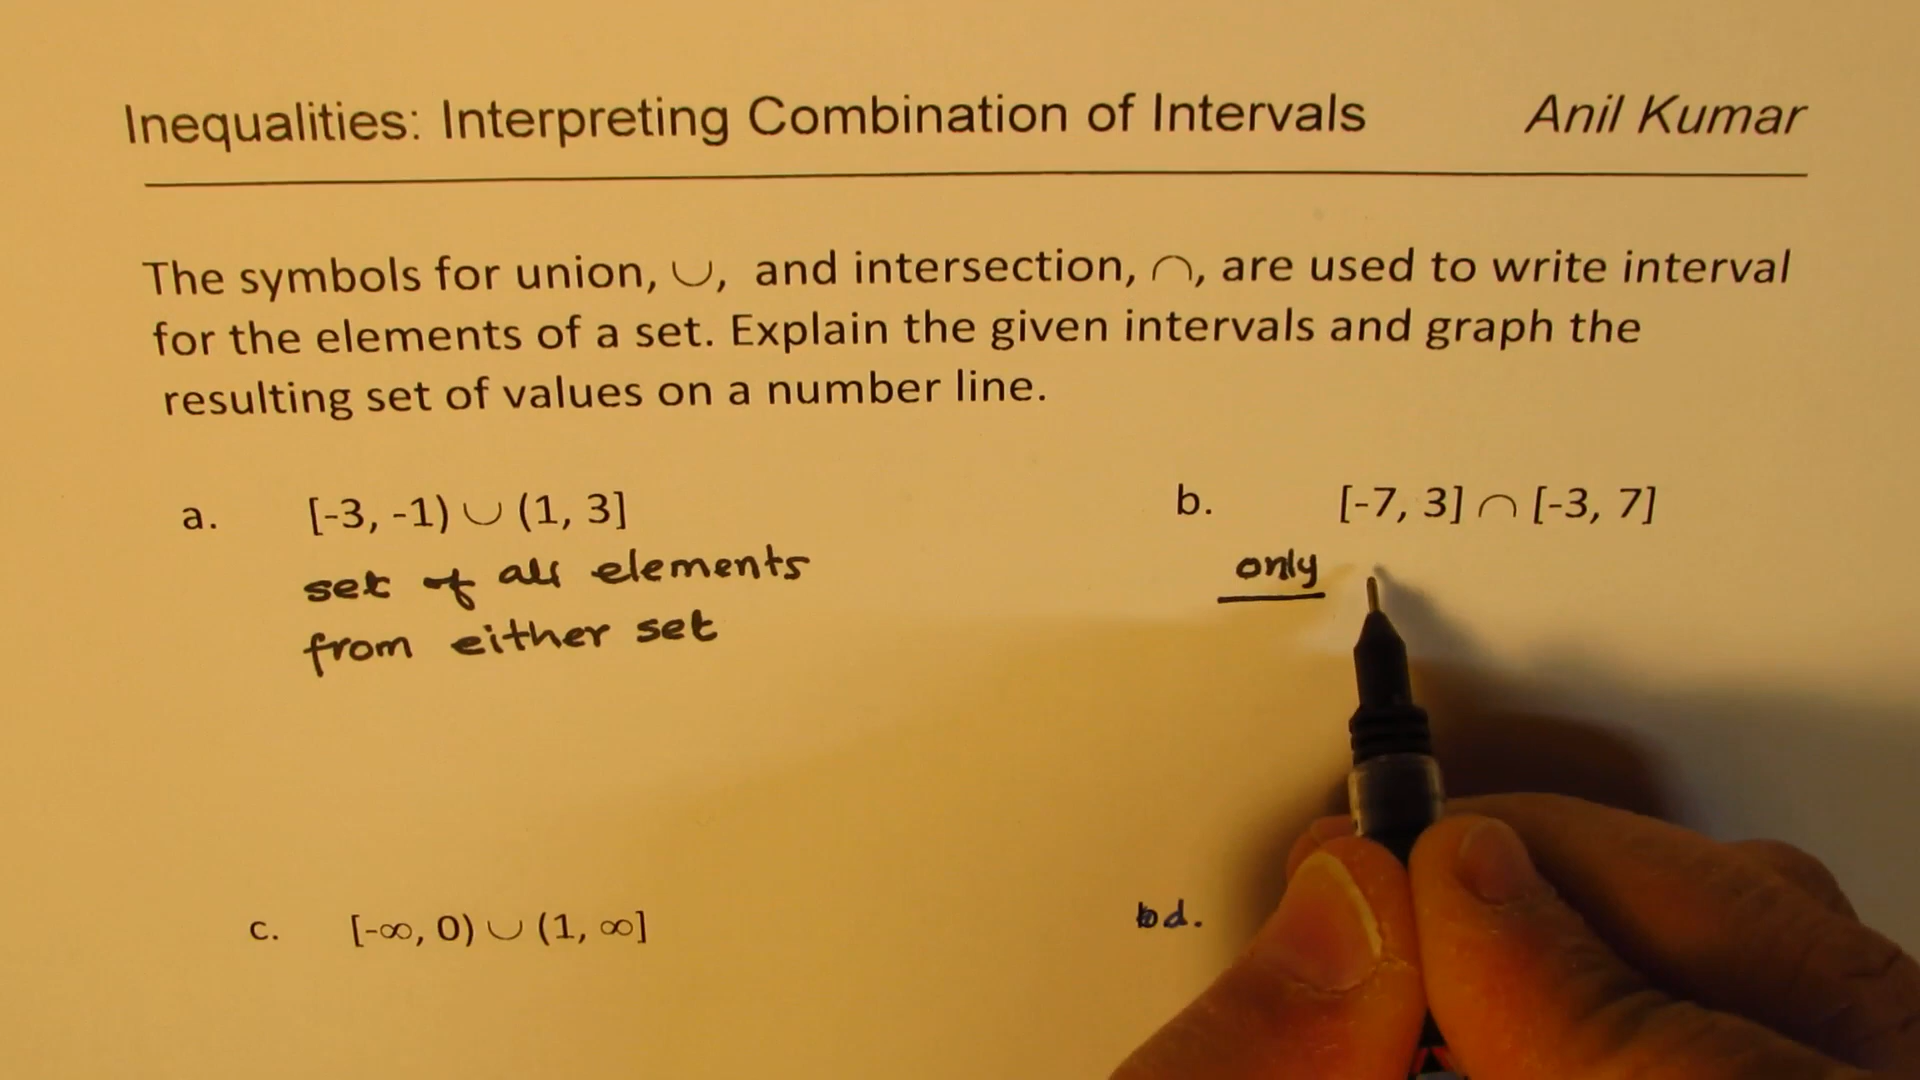 Inequalities: Interpreting Combination of Intervals Anil Kumar
The symbols for union, ∪, and intersection, ∩, are used to write interval
for the elements of a set. Explain the given intervals and graph the
resulting set of values on a number line.
a. [-3, -1) ∪ (1, 3]
set of all elements
from either set
b. [-7, 3] ∩ [-3, 7]
only
c. [-∞, 0) ∪ (1, ∞]
d.